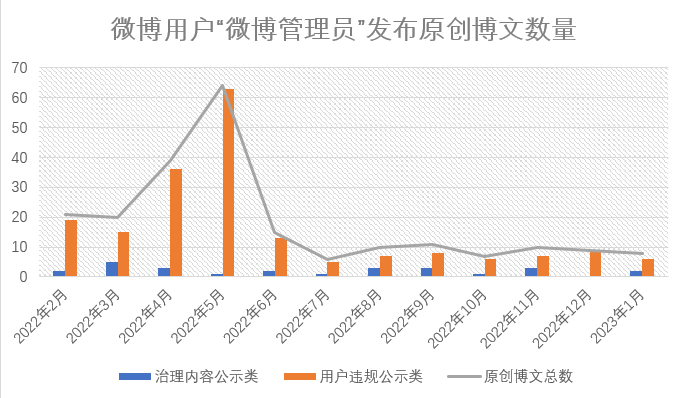 微博用户“微博管理员”发布原创博文数量
70
60
50
40
30
20
10
0
2022年2月
2022年3月
2022年4月
2022年5月
2022年6月
2022年7月
2022年8月
2022年9月
2022年10月
2022年11月
2022年12月
2023年1月
治理内容公示类 用户违规公示类 原创博文总数